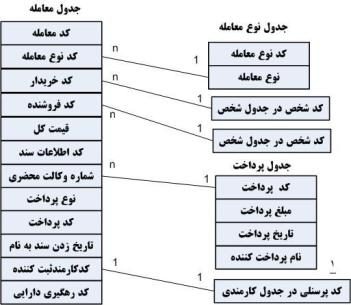 جدول معامله
کد معامله
کد نوع معامله
کد خریدار
کد فروشنده
قیمت کل
کد اطلاعات سند
شماره وکالت محضری
نوع پرداخت
کد پرداخت
تاریخ زدن سند به نام
کدکارمندثبت کننده
کد رهگیری دارایی
جدول نوع معامله
کد نوع معامله
نوع معامله
کد شخص در جدول شخص
کد شخص در جدول شخص
جدول پرداخت
کد پرداخت
مبلغ پرداخت
تاریخ پرداخت
نام پرداخت کننده
کد پرسنلی در جدول کارمندی
n
1
n
1
n
1
n
1
1
1
۱